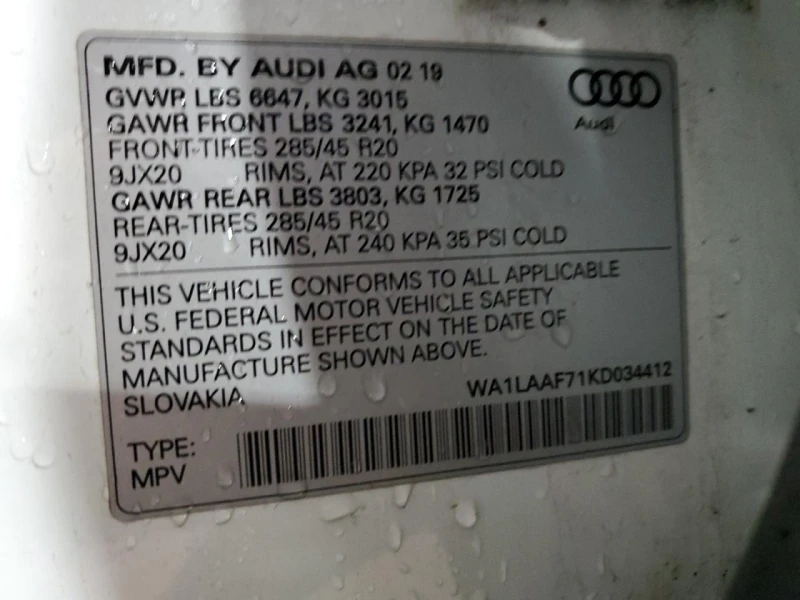 MFD. BY AUDI AG 02 19
GVWR LBS 6647, KG 3015
GAWR FRONT LBS 3241, KG 1470
FRONT-TIRES 285/45 R20
9JX20 RIMS, AT 220 KPA 32 PSI COLD
GAWR REAR LBS 3803, KG 1725
REAR-TIRES 285/45 R20
9JX20 RIMS, AT 240 KPA 35 PSI COLD
Audi
THIS VEHICLE CONFORMS TO ALL APPLICABLE
U.S. FEDERAL MOTOR VEHICLE SAFETY
STANDARDS IN EFFECT ON THE DATE OF
MANUFACTURE SHOWN ABOVE.
SLOVAKIA
WA1LAAF71KD034412
TYPE:
MPV